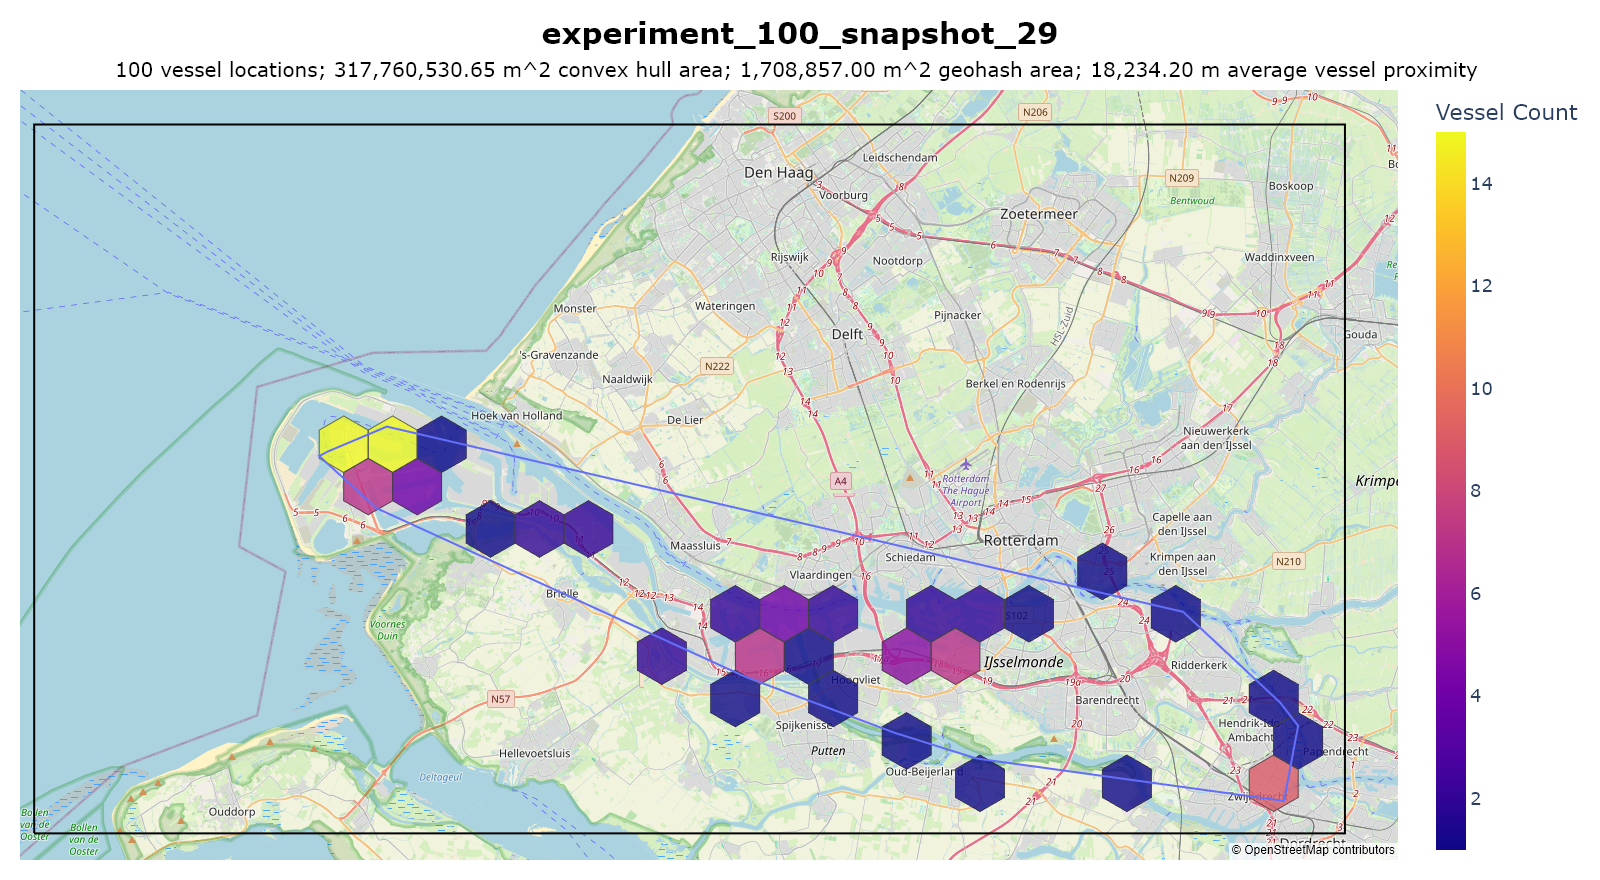 experiment_100_snapshot_29
100 vessel locations; 317,760,530.65 m^2 convex hull area; 1,708,857.00 m^2 geohash area; 18,234.20 m average vessel proximity
Vessel Count
14
12
10
8
6
4
2
S200
N206
Den Haag
Leidschendam
Voorburg
N209
Boskoop
Bentwoud
Zoetermeer
Rijswijk
Nootdorp
Waddinxveen
Monster
Wateringen
Pijnacker
HSL-Zuid
Delft
Gouda
's-Gravenzande
N222
Naaldwijk
Berkel en Rodenrijs
Hoek van Holland
De Lier
Nieuwerkerk
aan den IJssel
A4
Rotterdam
The Hague
Airport
Krimpe
Capelle aan
den IJssel
Maassluis
Schiedam
Rotterdam
Krimpen aan
den IJssel
N210
Vlaardingen
Brielle
S102
Voornes
Duin
IJsselmonde
Ridderkerk
Hoogvliet
N57
Barendrecht
Spijkenisse
Hendrik-Ido-
Ambacht
Putten
Papendrecht
Hellevoetsluis
Oud-Beijerland
Deltageul
Zwijndrecht
Ouddorp
Bollen
van de
Ooster
Bollen
van de
Ooster
Dordrecht
© OpenStreetMap contributors